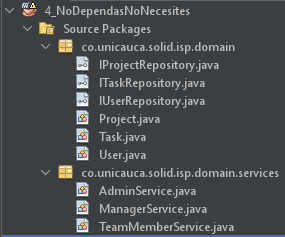 4_NoDependasNoNecesites
Source Packages
co.unicauca.solid.isp.domain
IProjectRepository.java
ITaskRepository.java
IUserRepository.java
Project.java
Task.java
User.java
co.unicauca.solid.isp.domain.services
AdminService.java
ManagerService.java
TeamMemberService.java